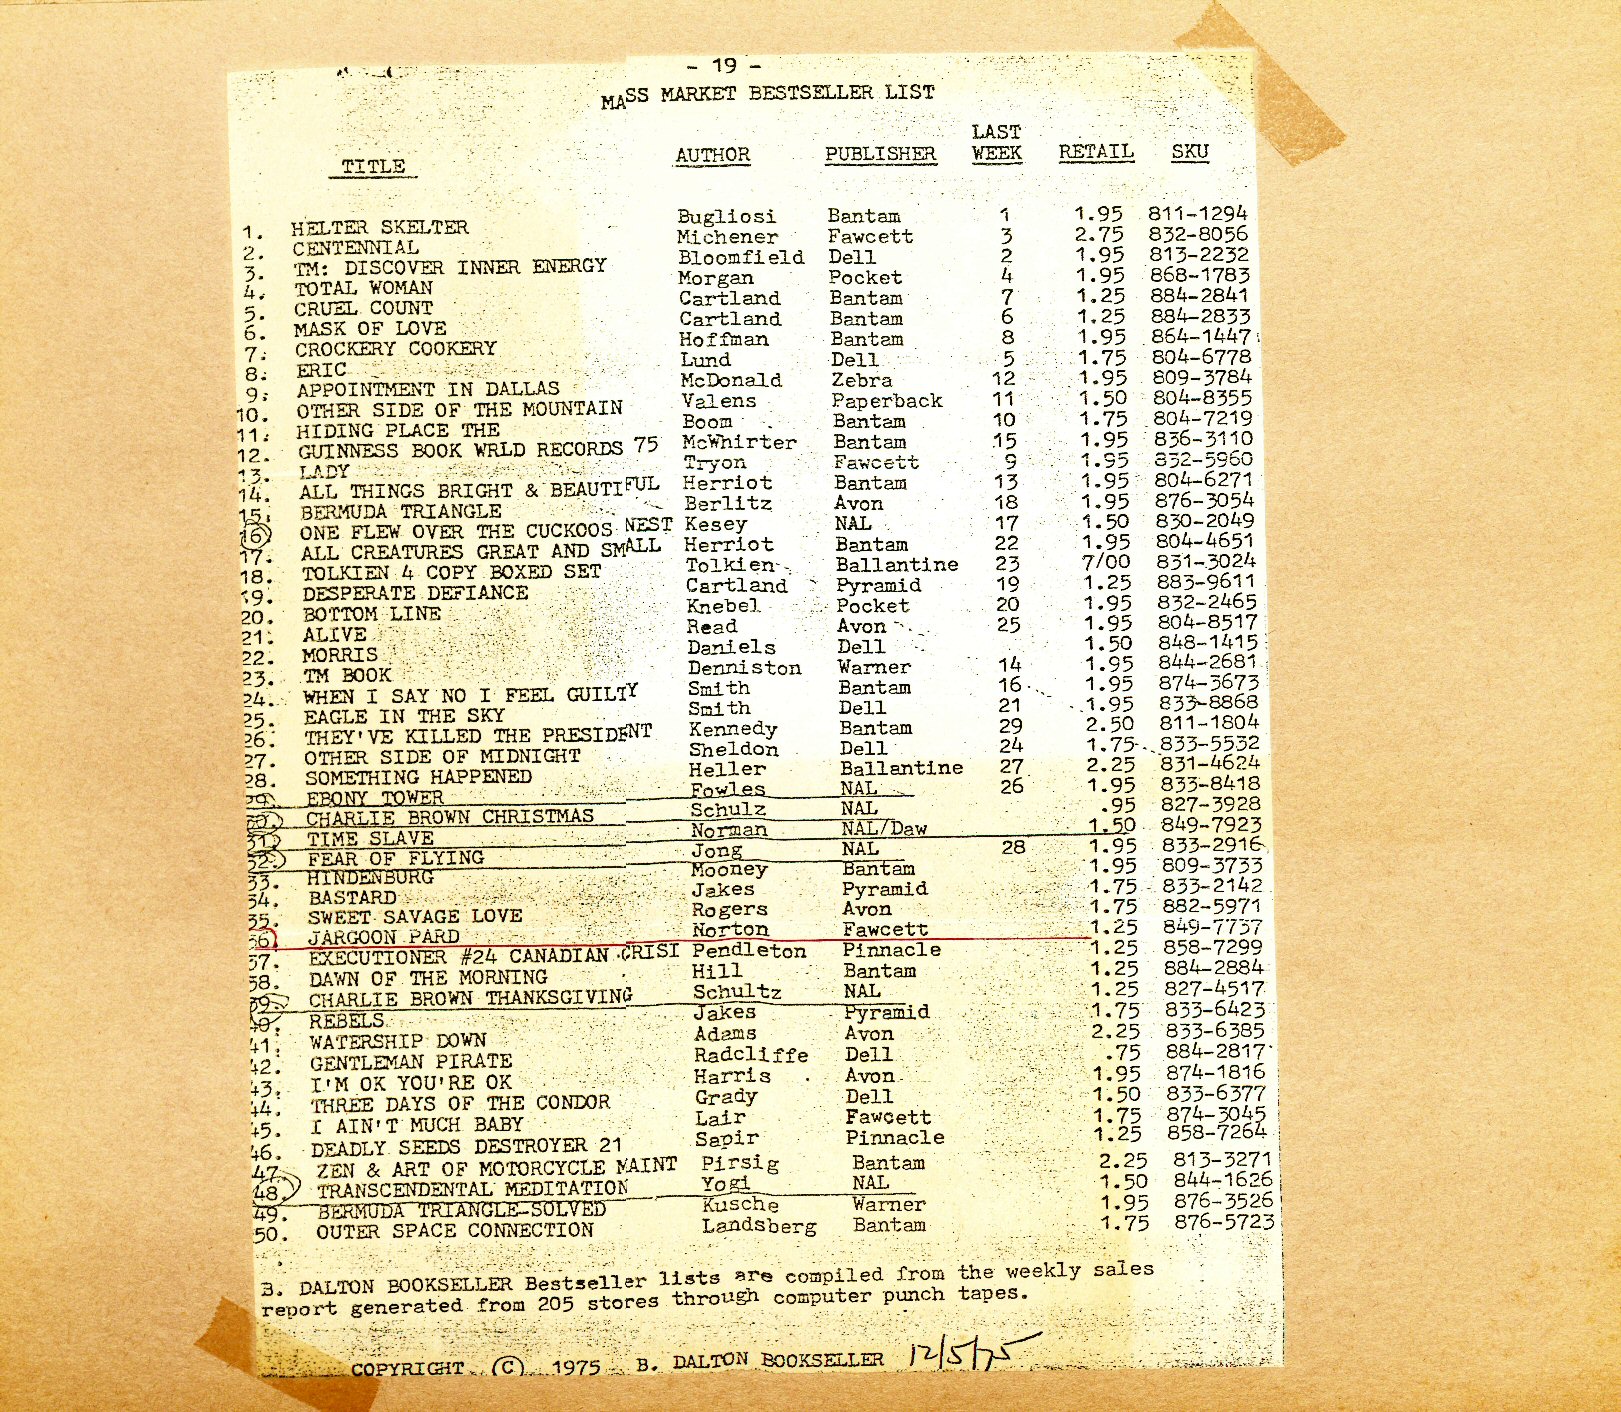 - 19 -
MASS MARKET BESTSELLER LIST
TITLE AUTHOR PUBLISHER LAST WEEK RETAIL SKU
1. HELTER SKELTER Bugliosi Bantam 1 1.95 811-1294
2. CENTENNIAL Michener Fawcett 3 2.75 832-8056
3. TM: DISCOVER INNER ENERGY Bloomfield Dell 2 1.95 813-2232
4. TOTAL WOMAN Morgan Pocket 4 1.95 868-1783
5. CRUEL COUNT Cartland Bantam 7 1.25 884-2841
6. MASK OF LOVE Cartland Bantam 6 1.25 884-2833
7. CROCKERY COOKERY Hoffman Bantam 8 1.95 864-1447
8. ERIC Lund Dell 5 1.75 804-6778
9. APPOINTMENT IN DALLAS McDonald Zebra 12 1.95 809-3784
10. OTHER SIDE OF THE MOUNTAIN Valens Paperback 11 1.50 804-8355
11. HIDING PLACE THE Boom Bantam 10 1.75 804-7219
12. GUINNESS BOOK WRLD RECORDS 75 McWhirter Bantam 15 1.95 836-3110
13. LADY Tryon Fawcett 9 1.95 832-5960
14. ALL THINGS BRIGHT & BEAUTIFUL Herriot Bantam 13 1.95 804-6271
15. BERMUDA TRIANGLE Berlitz Avon 18 1.95 876-3054
16. ONE FLEW OVER THE CUCKOOS NEST Kesey NAL 17 1.50 830-2049
17. ALL CREATURES GREAT AND SMALL Herriot Bantam 22 1.95 804-4651
18. TOLKIEN 4 COPY BOXED SET Tolkien Ballantine 23 7/00 831-3024
19. DESPERATE DEFIANCE Cartland Pyramid 19 1.25 883-9611
20. BOTTOM LINE Knebel Pocket 20 1.95 832-2465
21. ALIVE Read Avon 25 1.95 804-8517
22. MORRIS Daniels Dell 1.50 848-1415
23. TM BOOK Denniston Warner 14 1.95 844-2681
24. WHEN I SAY NO I FEEL GUILTY Smith Bantam 16 1.95 874-3673
25. EAGLE IN THE SKY Smith Dell 21 1.95 833-8868
26. THEY'VE KILLED THE PRESIDENT Kennedy Bantam 29 2.50 811-1804
27. OTHER SIDE OF MIDNIGHT Sheldon Dell 24 1.75 833-5532
28. SOMETHING HAPPENED Heller Ballantine 27 2.25 831-4624
29. EBONY TOWER Fowles NAL 26 1.95 833-8418
30. CHARLIE BROWN CHRISTMAS Schulz NAL .95 827-3928
31. TIME SLAVE Norman NAL/Daw 1.50 849-7923
32. FEAR OF FLYING Jong NAL 28 1.95 833-2916
33. HINDENBURG Mooney Bantam 1.95 809-3733
34. BASTARD Jakes Pyramid 1.75 833-2142
35. SWEET SAVAGE LOVE Rogers Avon 1.75 882-5971
36. JARGOON PARD Norton Fawcett 1.25 849-7737
37. EXECUTIONER #24 CANADIAN CRISI Pendleton Pinnacle 1.25 858-7299
38. DAWN OF THE MORNING Hill Bantam 1.25 884-2884
39. CHARLIE BROWN THANKSGIVING Schultz NAL 1.25 827-4517
40. REBELS Jakes Pyramid 1.75 833-6423
41. WATERSHIP DOWN Adams Avon 2.25 833-6385
42. GENTLEMAN PIRATE Radcliffe Dell .75 884-2817
43. I'M OK YOU'RE OK Harris Avon 1.95 874-1816
44. THREE DAYS OF THE CONDOR Grady Dell 1.50 833-6377
45. I AIN'T MUCH BABY Lair Fawcett 1.75 874-3045
46. DEADLY SEEDS DESTROYER 21 Sapir Pinnacle 1.25 858-7264
47. ZEN & ART OF MOTORCYCLE MAINT Pirsig Bantam 2.25 813-3271
48. TRANSCENDENTAL MEDITATION Yogi NAL 1.50 844-1626
49. BERMUDA TRIANGLE-SOLVED Kusche Warner 1.95 876-3526
50. OUTER SPACE CONNECTION Landsberg Bantam 1.75 876-5723
B. DALTON BOOKSELLER Bestseller lists are compiled from the weekly sales
report generated from 205 stores through computer punch tapes.
COPYRIGHT © 1975 B. DALTON BOOKSELLER 12/5/75